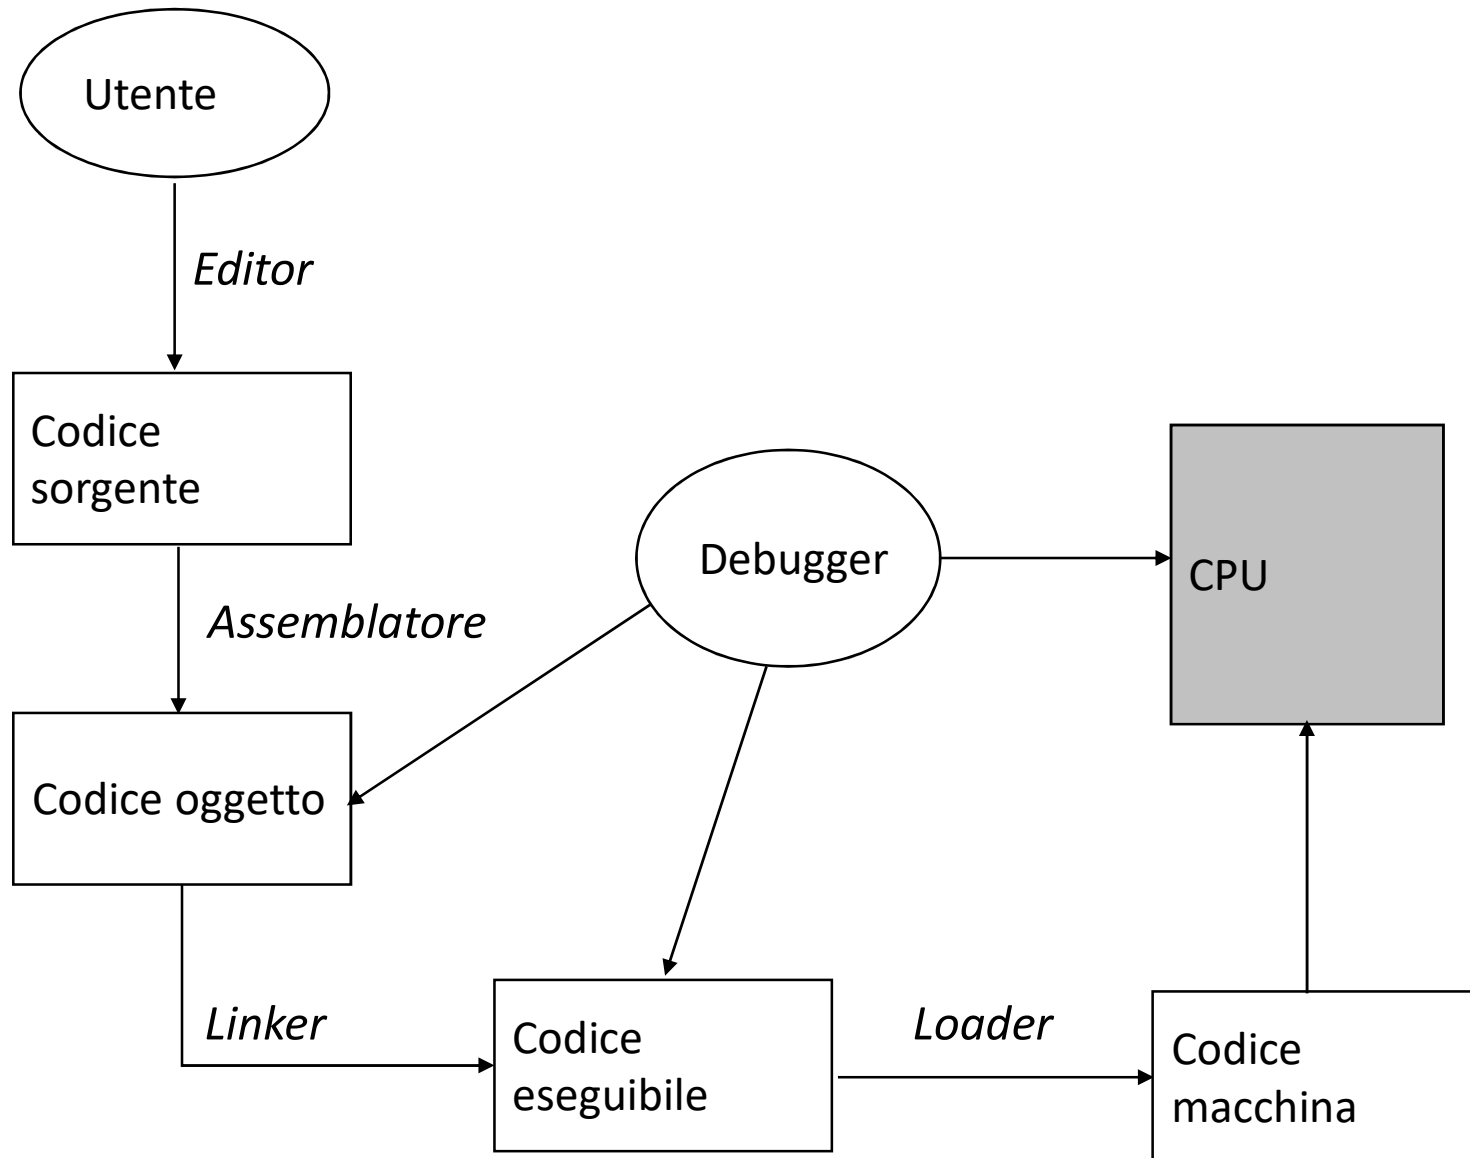 Utente
Editor
Codice
sorgente
Assemblatore
Debugger
CPU
Codice oggetto
Linker
Codice
eseguibile
Loader
Codice
macchina